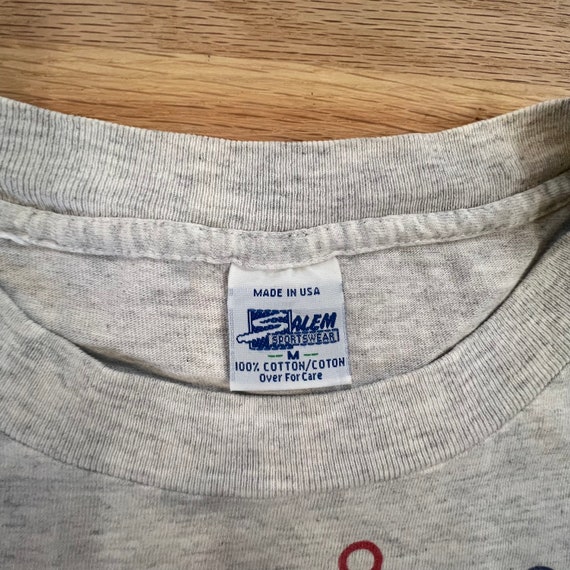 MADE IN USA
SALEM
SPORTSWEAR
M
100% COTTON/COTON
Over For Care